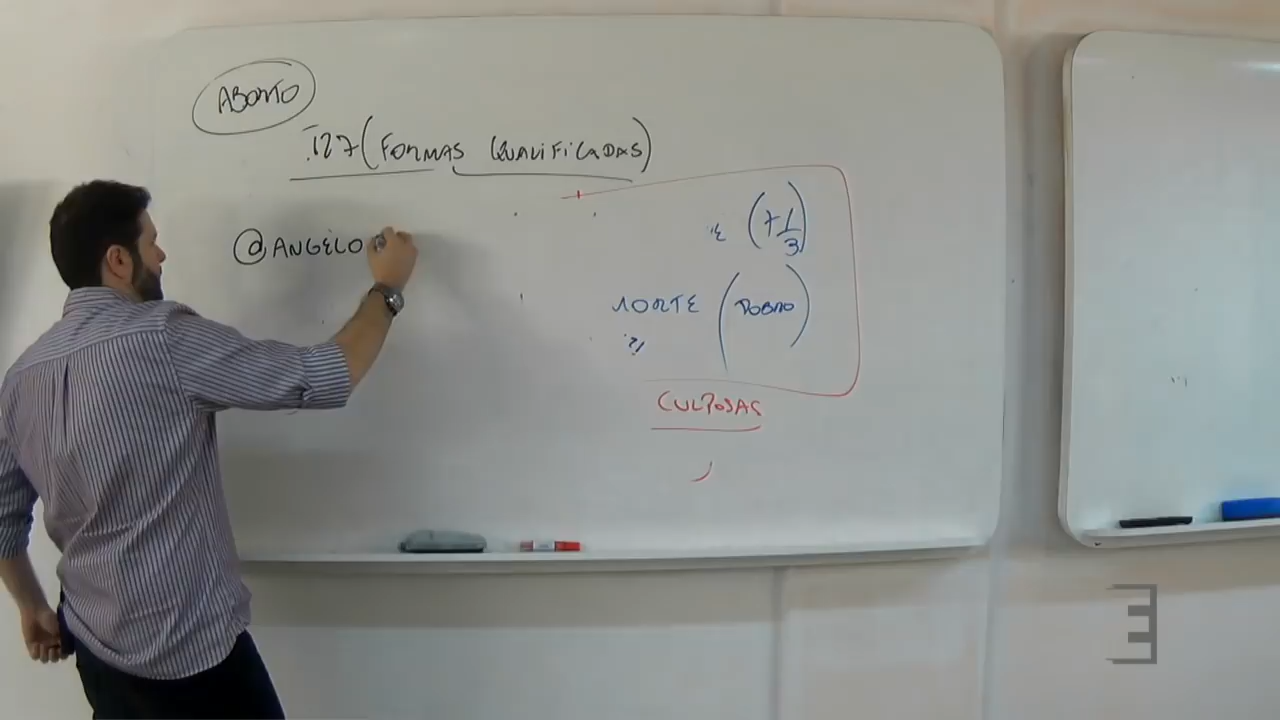 ABORTO
127 (FORMAS QUALIFICADAS)
@ANGELO
(+1/3)
MORTE (DOBRO)
CULPOSAS